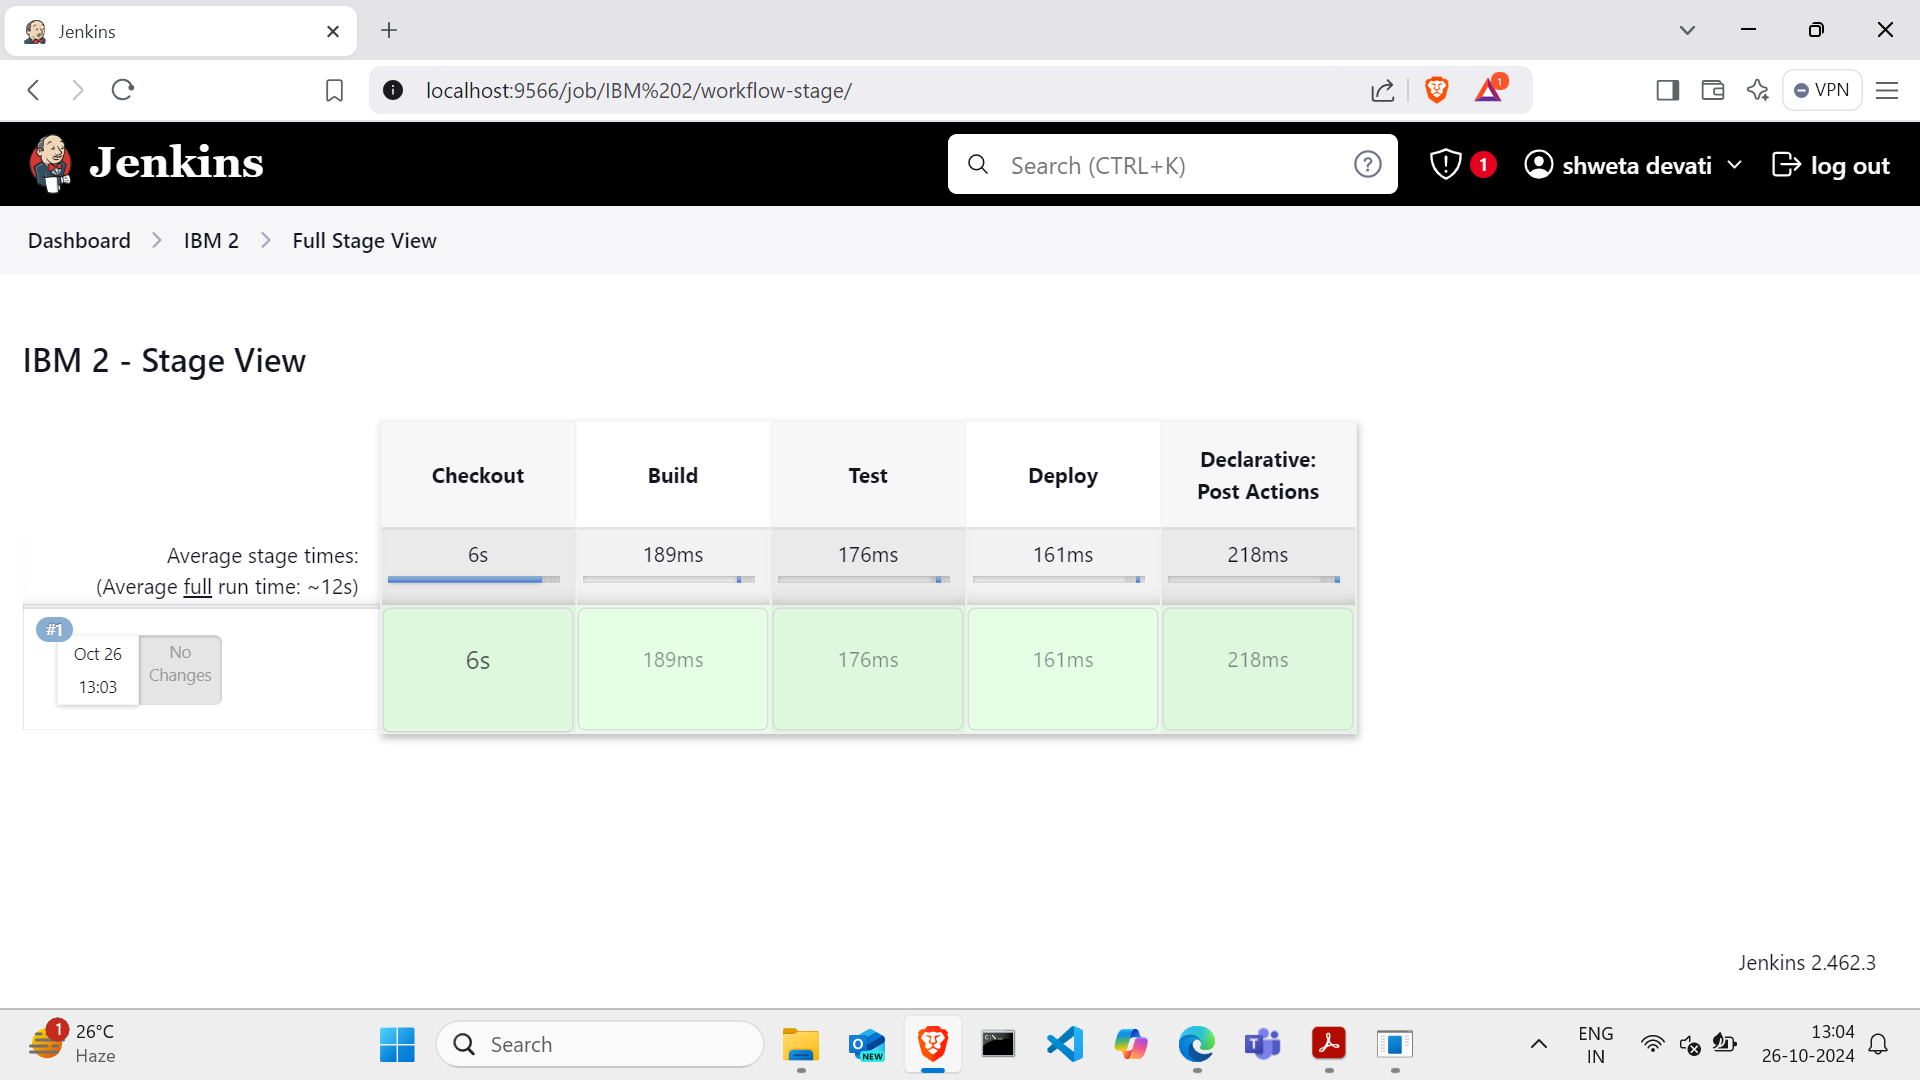 Jenkins
localhost:9566/job/IBM%202/workflow-stage/
1
VPN
Jenkins
Search (CTRL+K)
?
1
shweta devati
log out
Dashboard
IBM 2
Full Stage View
IBM 2 - Stage View
Checkout
Build
Test
Deploy
Declarative:
Post Actions
Average stage times:
(Average full run time: ~12s)
6s
189ms
176ms
161ms
218ms
#1
Oct 26
13:03
No
Changes
6s
189ms
176ms
161ms
218ms
Jenkins 2.462.3
1
26°C
Haze
Search
NEW
ENG
IN
13:04
26-10-2024